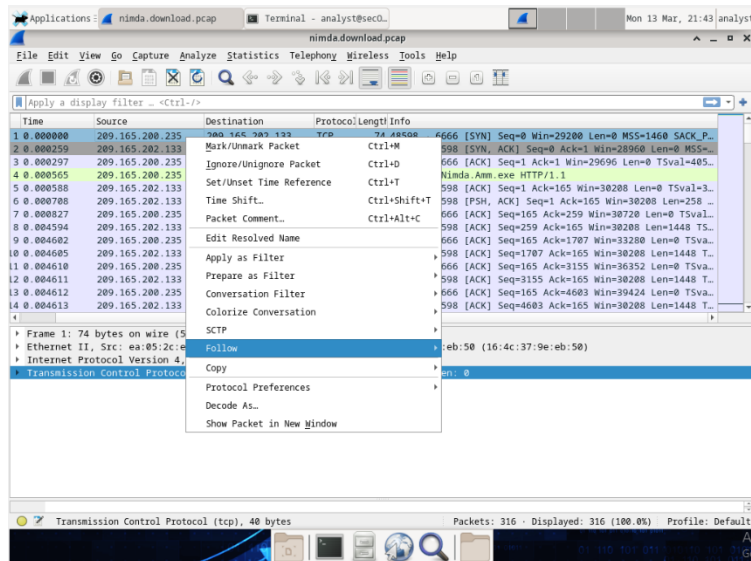 Applications nimda.download.pcap Terminal - analyst@secO… Mon 13 Mar, 21:43 analyst
nimda.download.pcap
File Edit View Go Capture Analyze Statistics Telephony Wireless Tools Help
Apply a display filter … <Ctrl-/>
Time Source Destination Protocol Length Info
1 0.000000 209.165.200.235 209.165.202.133 TCP 74 48598 → 6666 [SYN] Seq=0 Win=29200 Len=0 MSS=1460 SACK_P…
2 0.000259 209.165.202.133 598 [SYN, ACK] Seq=0 Ack=1 Win=28960 Len=0 MSS=…
3 0.000297 209.165.200.235 666 [ACK] Seq=1 Ack=1 Win=29696 Len=0 TSval=405…
4 0.000565 209.165.200.235 Nimda.Amm.exe HTTP/1.1
5 0.000588 209.165.202.133 598 [ACK] Seq=1 Ack=165 Win=30208 Len=0 TSval=3…
6 0.000708 209.165.202.133 598 [PSH, ACK] Seq=1 Ack=165 Win=30208 Len=258 …
7 0.000827 209.165.200.235 666 [ACK] Seq=165 Ack=259 Win=30720 Len=0 TSval…
8 0.004594 209.165.202.133 598 [ACK] Seq=259 Ack=165 Win=30208 Len=1448 TS…
9 0.004602 209.165.200.235 666 [ACK] Seq=165 Ack=1707 Win=33280 Len=0 TSva…
10 0.004605 209.165.202.133 598 [ACK] Seq=1707 Ack=165 Win=30208 Len=1448 T…
11 0.004610 209.165.200.235 666 [ACK] Seq=165 Ack=3155 Win=36352 Len=0 TSva…
12 0.004611 209.165.202.133 598 [ACK] Seq=3155 Ack=165 Win=30208 Len=1448 T…
13 0.004612 209.165.200.235 666 [ACK] Seq=165 Ack=4603 Win=39424 Len=0 TSva…
14 0.004613 209.165.202.133 598 [ACK] Seq=4603 Ack=165 Win=30208 Len=1448 T…
Mark/Unmark Packet Ctrl+M
Ignore/Unignore Packet Ctrl+D
Set/Unset Time Reference Ctrl+T
Time Shift… Ctrl+Shift+T
Packet Comment… Ctrl+Alt+C
Edit Resolved Name
Apply as Filter
Prepare as Filter
Conversation Filter
Colorize Conversation
SCTP
Follow
Copy
Protocol Preferences
Decode As…
Show Packet in New Window
Frame 1: 74 bytes on wire (5
Ethernet II, Src: ea:05:2c:e :eb:50 (16:4c:37:9e:eb:50)
Internet Protocol Version 4,
Transmission Control Protoco en: 0
Transmission Control Protocol (tcp), 40 bytes Packets: 316 · Displayed: 316 (100.0%) Profile: Default